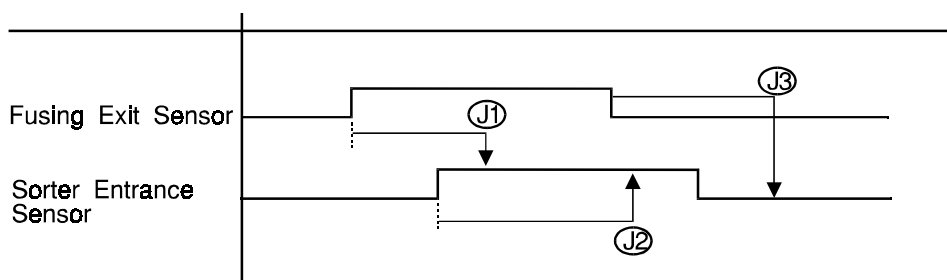 J3
Fusing Exit Sensor
J1
Sorter Entrance
Sensor
J2